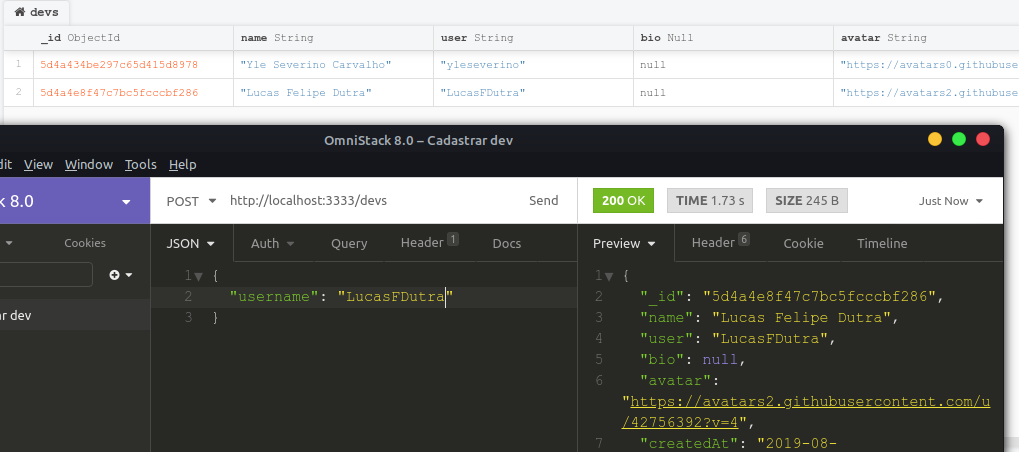 devs
_id ObjectId name String user String bio Null avatar String
1 5d4a434be297c65d415d8978 "Yle Severino Carvalho" "yleseverino" null "https://avatars0.githubuse
2 5d4a4e8f47c7bc5fcccbf286 "Lucas Felipe Dutra" "LucasFDutra" null "https://avatars2.githubuse
OmniStack 8.0 – Cadastrar dev
dit View Window Tools Help
k 8.0 POST http://localhost:3333/devs Send 200 OK TIME 1.73 s SIZE 245 B Just Now
Cookies JSON Auth Query Header 1 Docs Preview Header 6 Cookie Timeline
1 { 1 {
2 "username": "LucasFDutra" 2 "_id": "5d4a4e8f47c7bc5fcccbf286",
ar dev 3 } 3 "name": "Lucas Felipe Dutra",
4 "user": "LucasFDutra",
5 "bio": null,
6 "avatar":
"https://avatars2.githubusercontent.com/u
/42756392?v=4",
7 "createdAt": "2019-08-